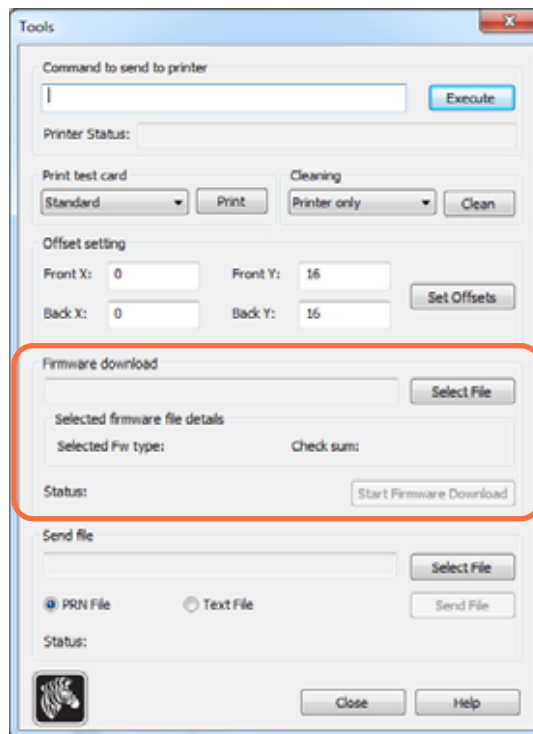 Tools
Command to send to printer
Execute
Printer Status:
Print test card
Cleaning
Standard Print Printer only Clean
Offset setting
Front X: 0 Front Y: 16
Set Offsets
Back X: 0 Back Y: 16
Firmware download
Select File
Selected firmware file details
Selected Fw type: Check sum:
Status: Start Firmware Download
Send file
Select File
PRN File Text File Send File
Status:
Close Help